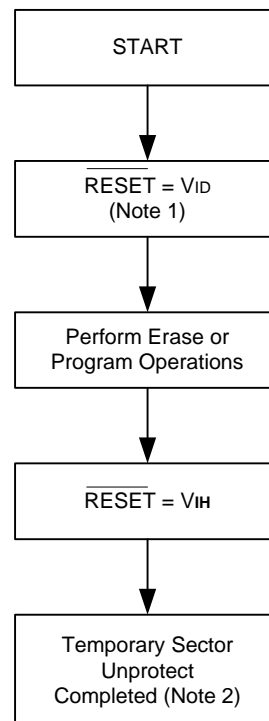 START
RESET = VID
(Note 1)
Perform Erase or
Program Operations
RESET = VIH
Temporary Sector
Unprotect
Completed (Note 2)